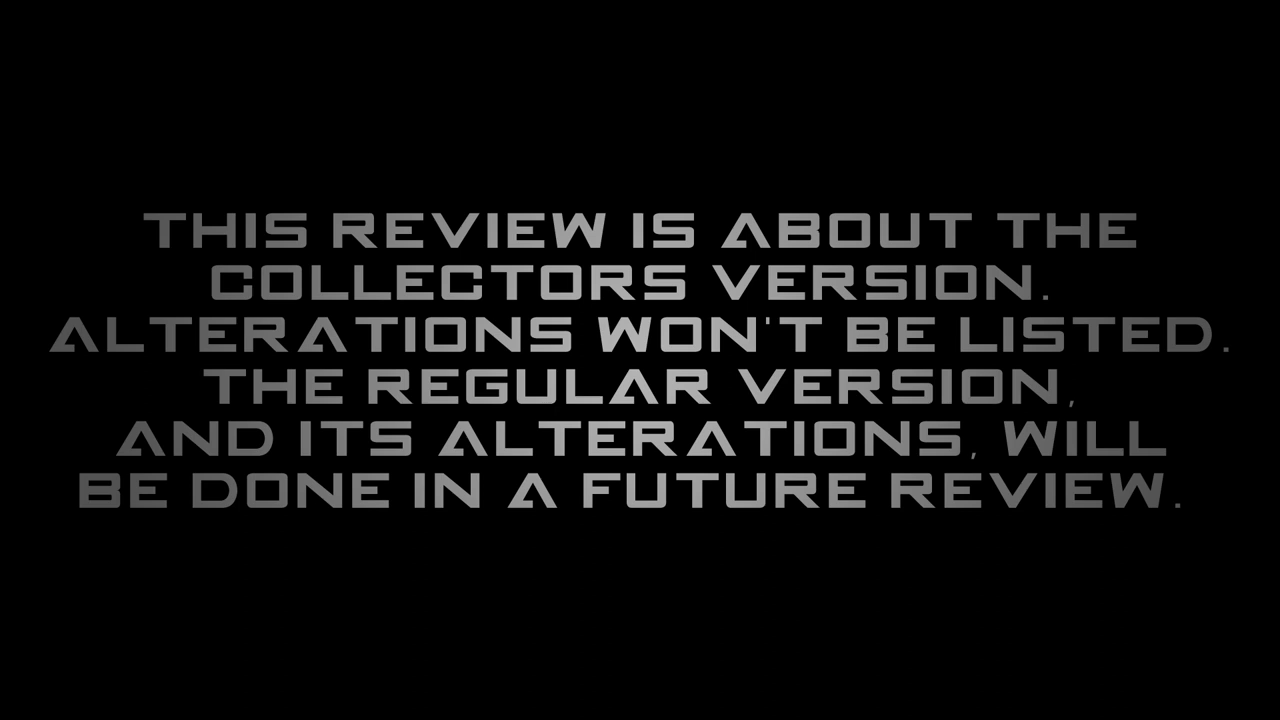 THIS REVIEW IS ABOUT THE
COLLECTORS VERSION.
ALTERATIONS WON'T BE LISTED.
THE REGULAR VERSION,
AND ITS ALTERATIONS, WILL
BE DONE IN A FUTURE REVIEW.